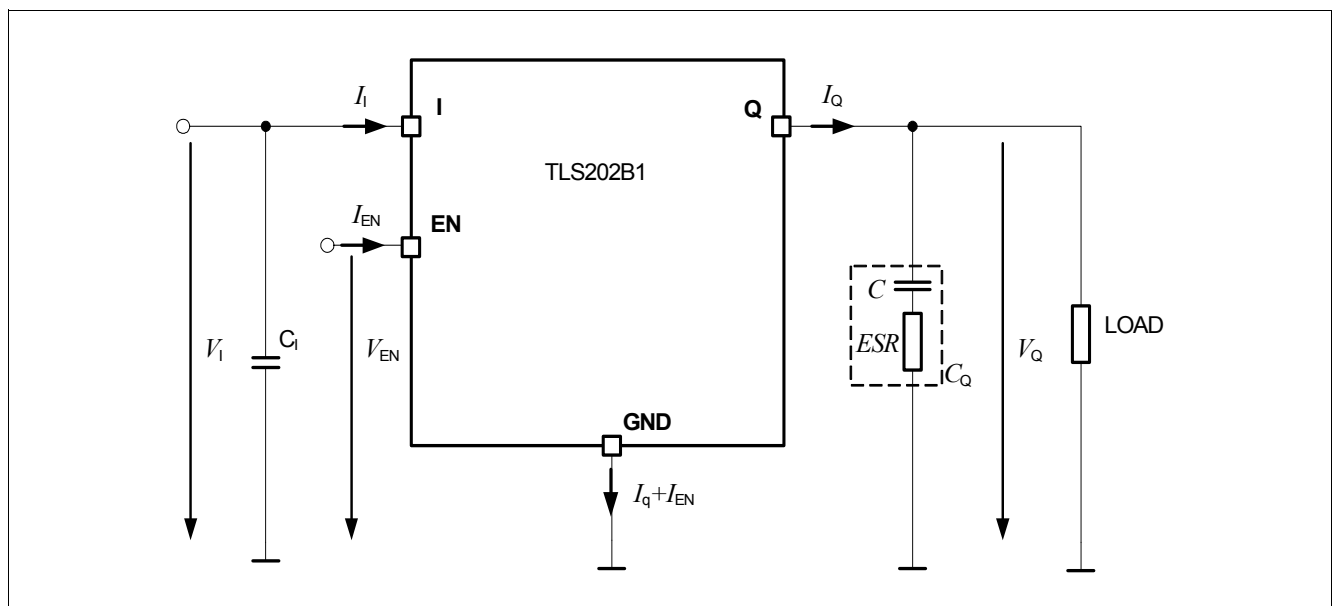 I_I
I
Q
I_Q
TLS202B1
I_EN
EN
C
V_I
C_I
V_EN
ESR
V_Q
LOAD
C_Q
GND
I_q+I_EN